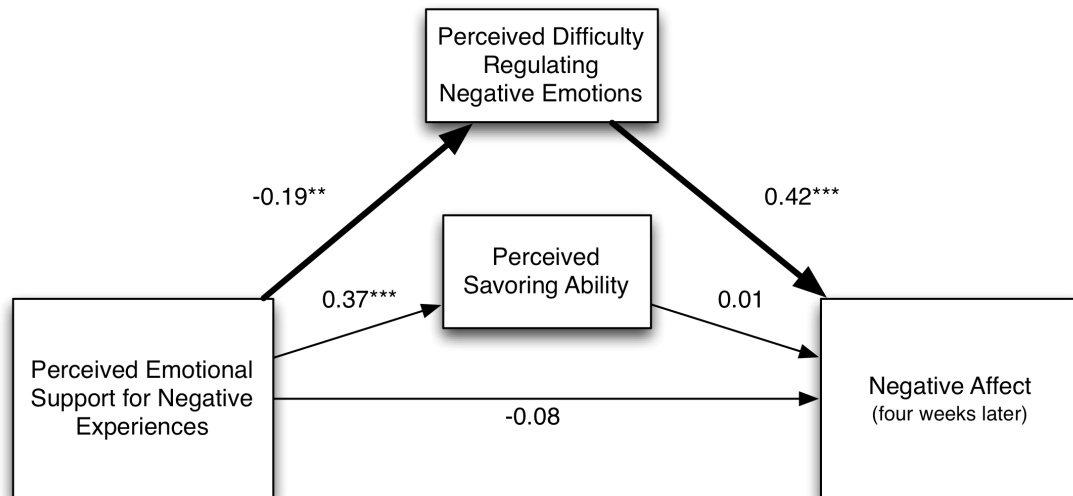 Perceived Difficulty
Regulating
Negative Emotions
-0.19**
0.42***
Perceived
Savoring Ability
0.37***
0.01
Perceived Emotional
Support for Negative
Experiences
-0.08
Negative Affect
(four weeks later)